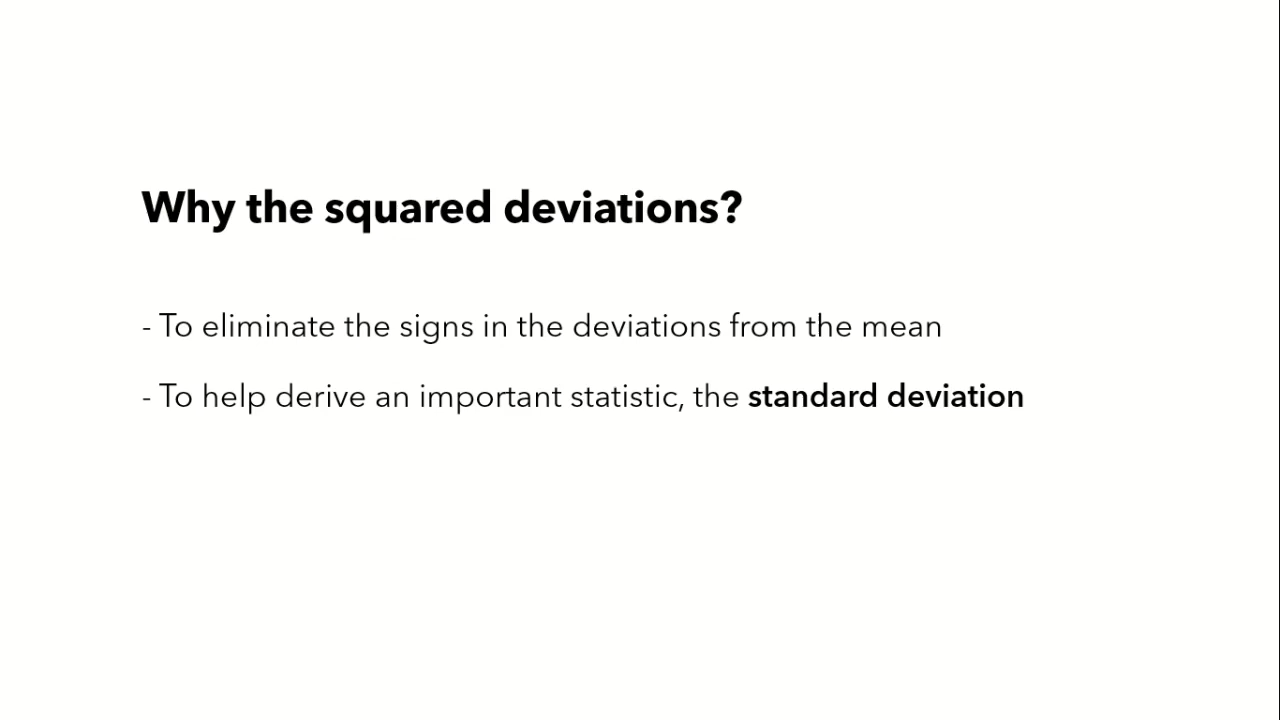 Why the squared deviations?
- To eliminate the signs in the deviations from the mean
- To help derive an important statistic, the standard deviation